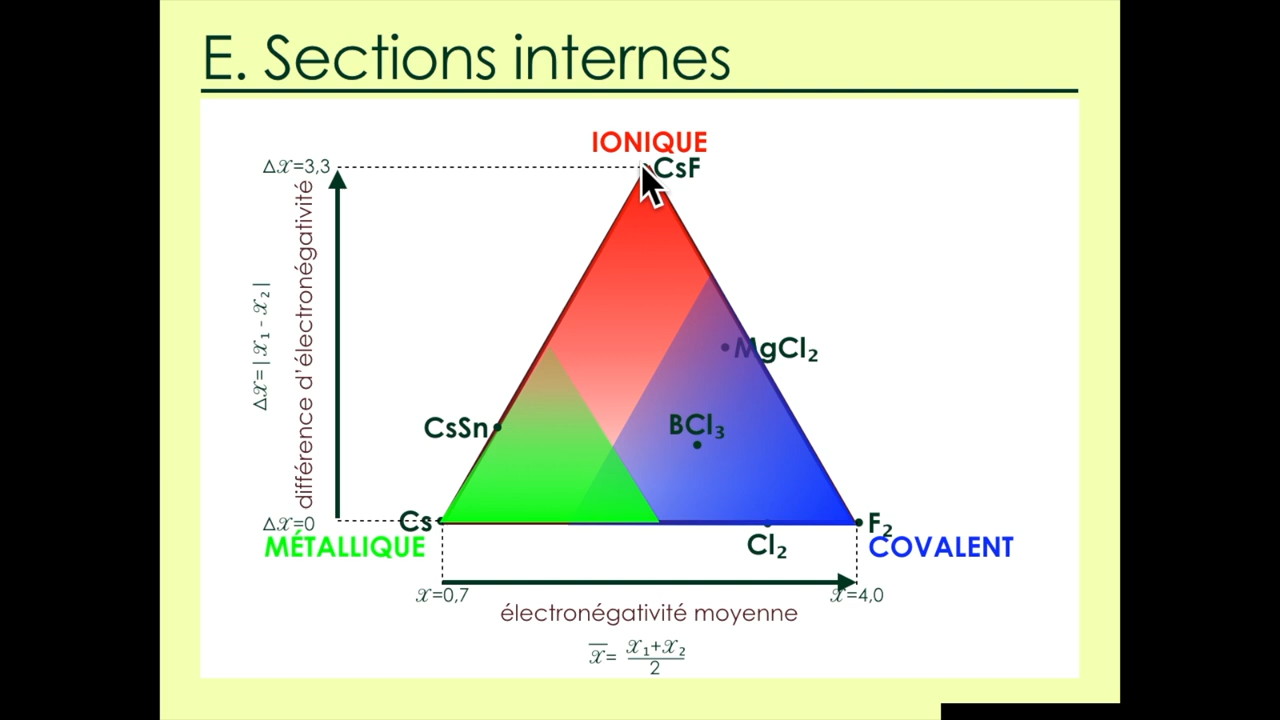 E. Sections internes
IONIQUE
CsF
Δx=3,3
différence d'électronégativité
Δx=|x₁ - x₂|
MgCl₂
BCl₃
CsSn
Cs
Δx=0
MÉTALLIQUE
F₂
Cl₂
COVALENT
x=0,7
x=4,0
électronégativité moyenne
x̄= x₁+x₂
2